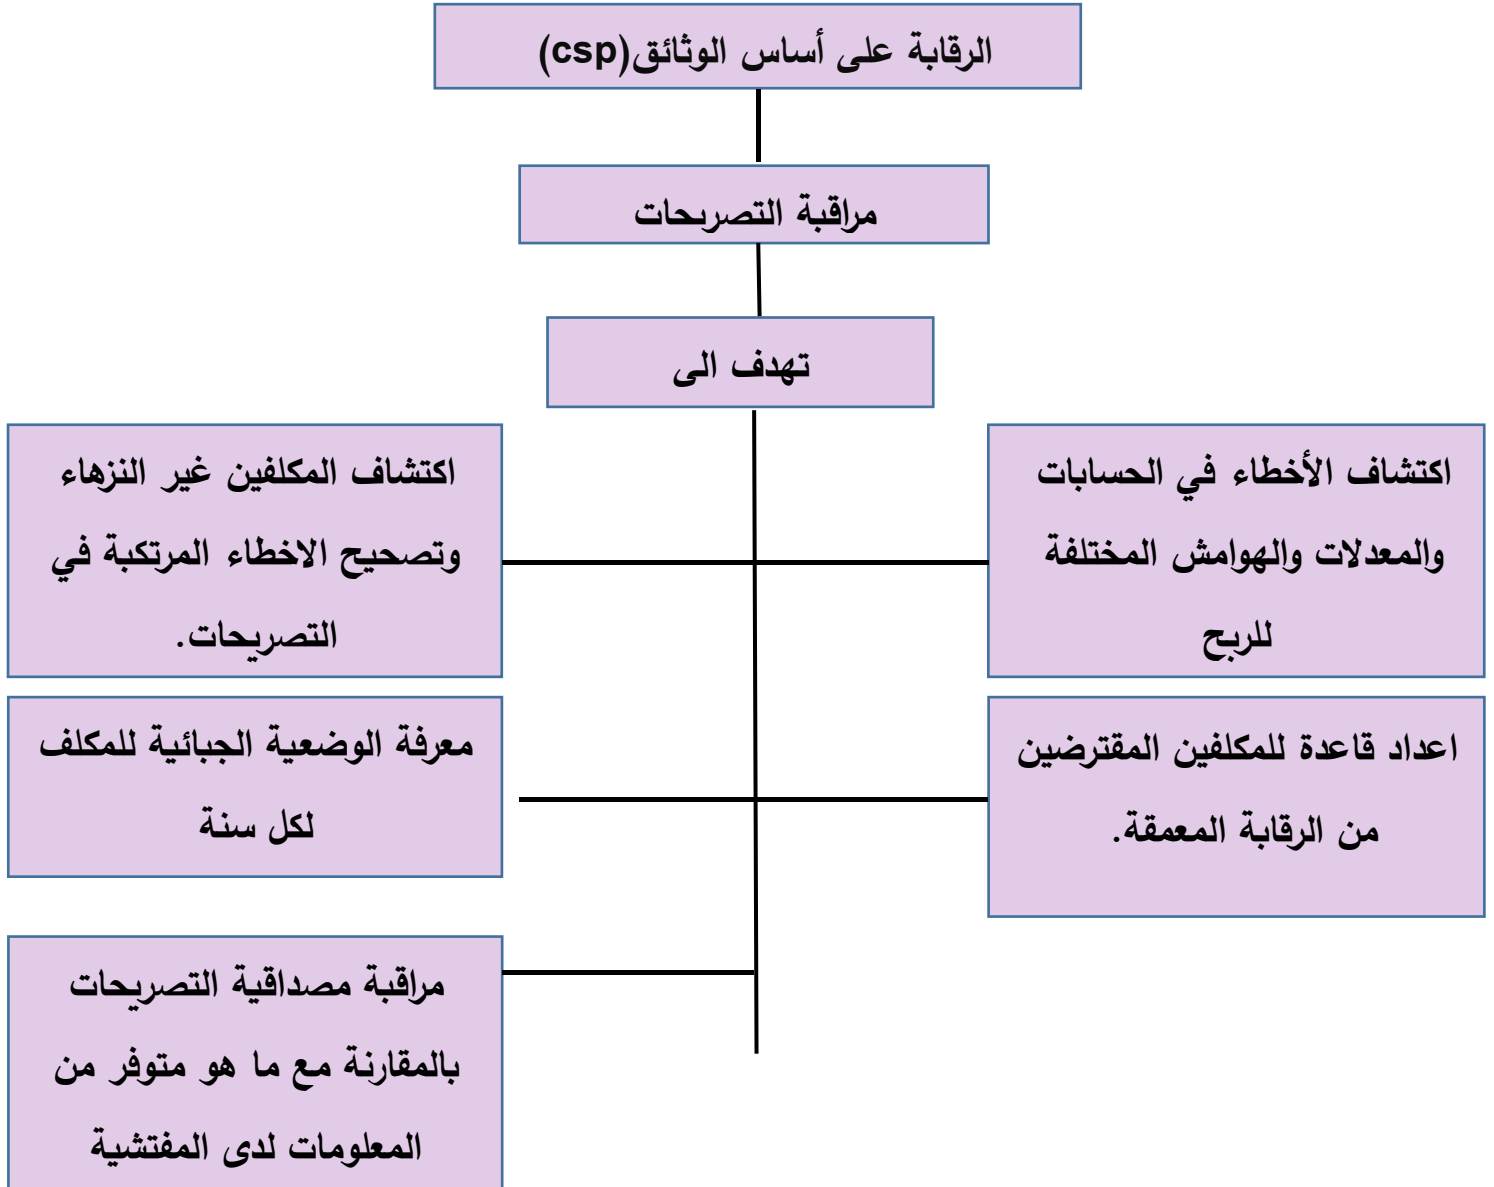 الرقابة على أساس الوثائق(csp)
مراقبة التصريحات
تهدف الى
اكتشاف الأخطاء في الحسابات
والمعدلات والهوامش المختلفة
للربح
اكتشاف المكلفين غير النزهاء
وتصحيح الاخطاء المرتكبة في
التصريحات.
اعداد قاعدة للمكلفين المقترضين
من الرقابة المعمقة.
معرفة الوضعية الجبائية للمكلف
لكل سنة
مراقبة مصداقية التصريحات
بالمقارنة مع ما هو متوفر من
المعلومات لدى المفتشية